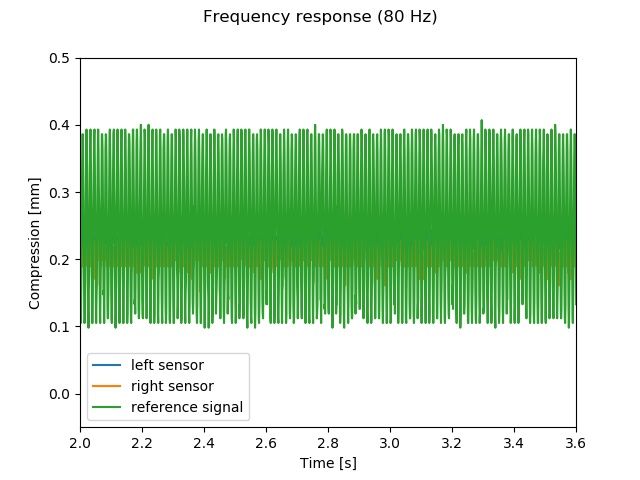 Frequency response (80 Hz)
0.5
0.4
0.3
0.2
0.1
0.0
Compression [mm]
left sensor
right sensor
reference signal
2.0 2.2 2.4 2.6 2.8 3.0 3.2 3.4 3.6
Time [s]